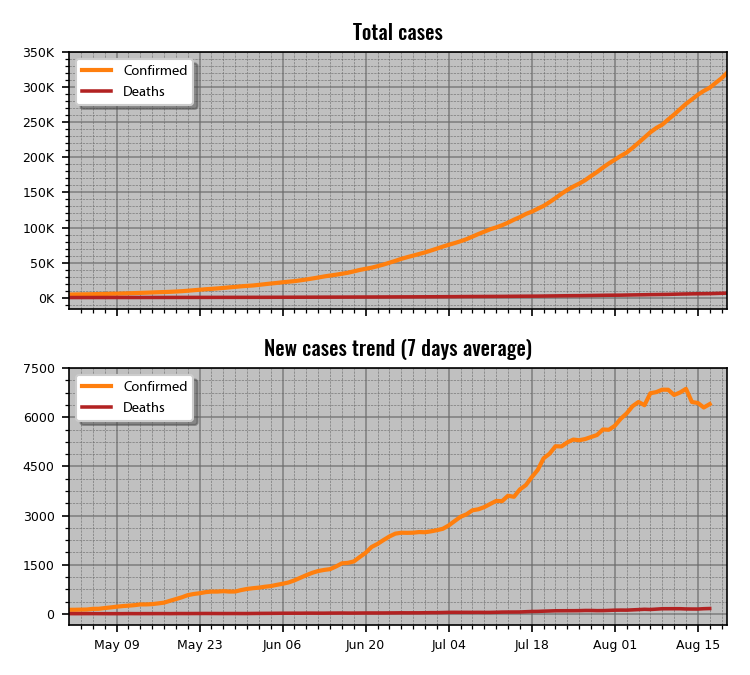 Total cases
350K
300K
250K
200K
150K
100K
50K
0K
Confirmed
Deaths
New cases trend (7 days average)
7500
6000
4500
3000
1500
0
Confirmed
Deaths
May 09 May 23 Jun 06 Jun 20 Jul 04 Jul 18 Aug 01 Aug 15